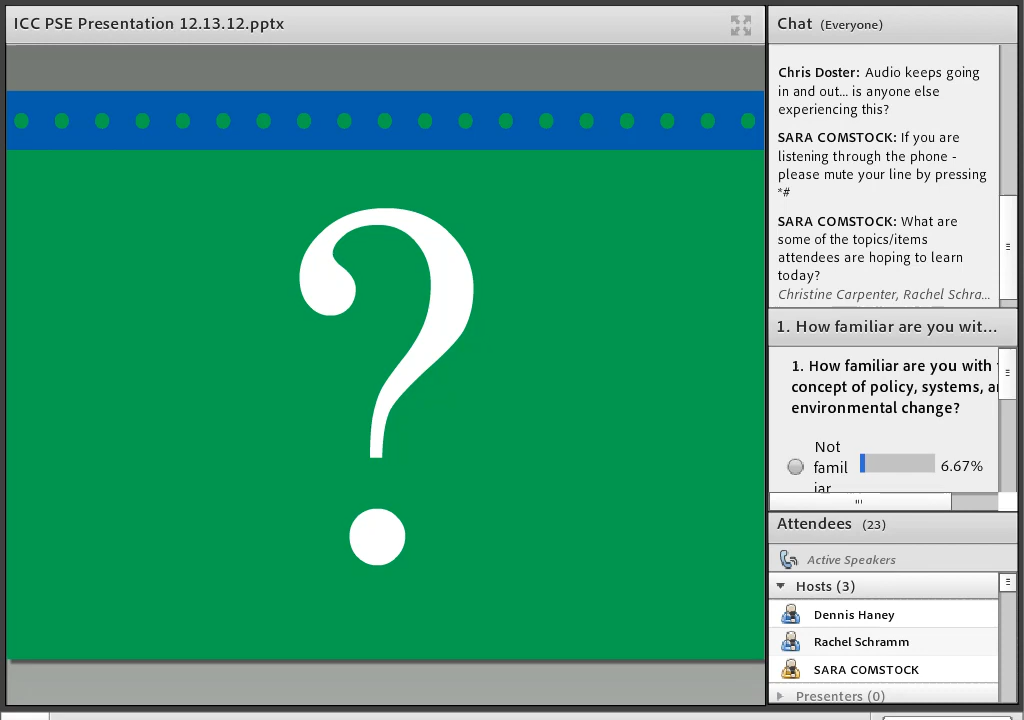 ICC PSE Presentation 12.13.12.pptx
?
Chat (Everyone)
Chris Doster: Audio keeps going
in and out... is anyone else
experiencing this?
SARA COMSTOCK: If you are
listening through the phone -
please mute your line by pressing
*#
SARA COMSTOCK: What are
some of the topics/items
attendees are hoping to learn
today?
Christine Carpenter, Rachel Schra...
1. How familiar are you wit...
1. How familiar are you with
concept of policy, systems,
environmental change?
Not
famil
iar
6.67%
Attendees (23)
Active Speakers
Hosts (3)
Dennis Haney
Rachel Schramm
SARA COMSTOCK
Presenters (0)